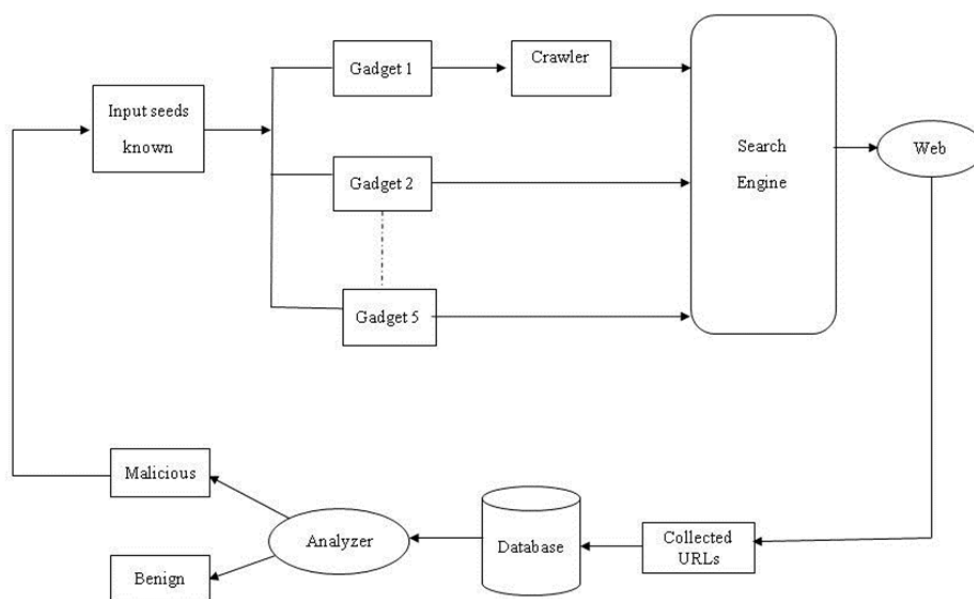 Gadget 1
Crawler
Input seeds
known
Search
Engine
Web
Gadget 2
Gadget 5
Malicious
Analyzer
Database
Collected
URLs
Benign